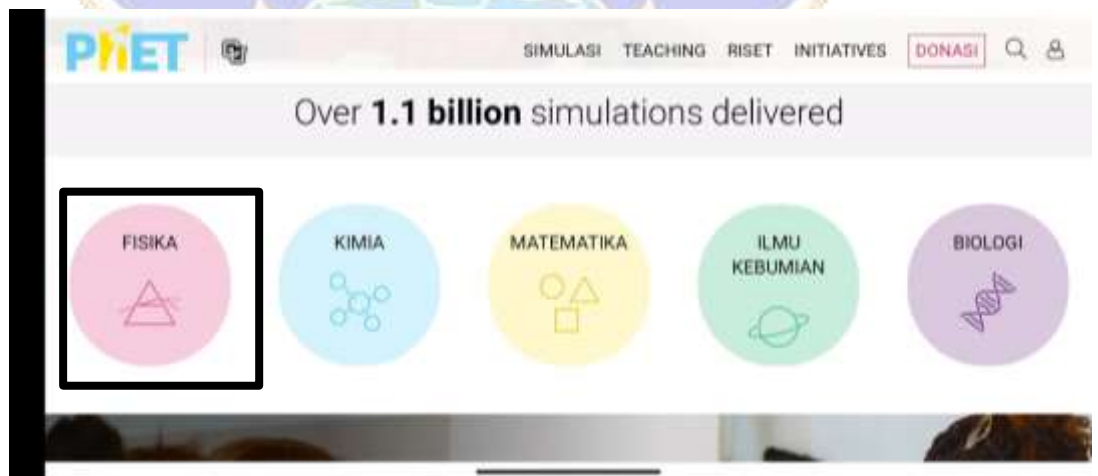 PhET
SIMULASI TEACHING RISET INITIATIVES DONASI
Over 1.1 billion simulations delivered
FISIKA
KIMIA
MATEMATIKA
ILMU
KEBUMIAN
BIOLOGI